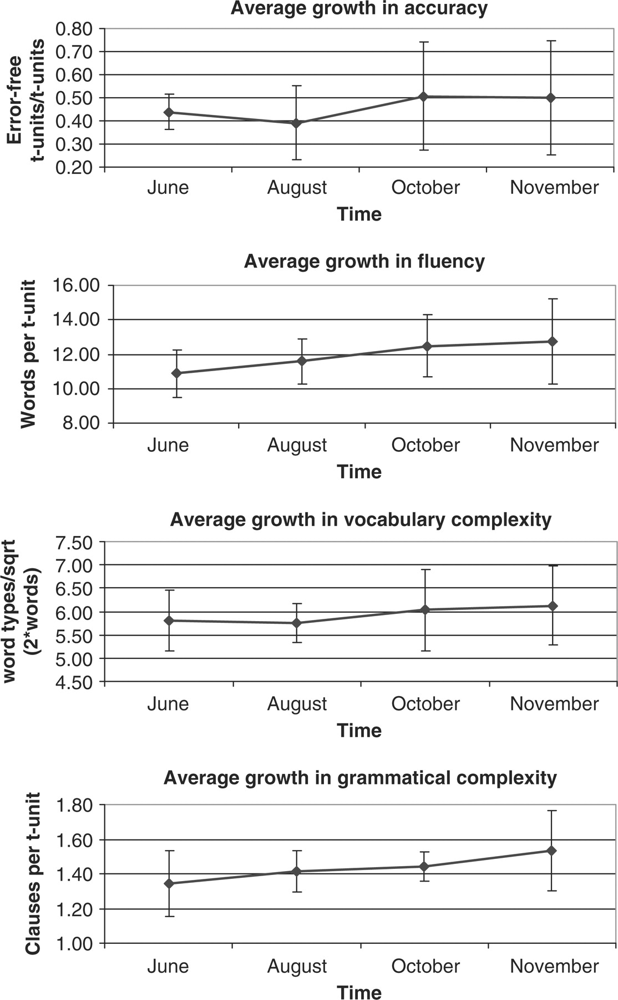 Average growth in accuracy
Error-free
t-units/t-units
0.80
0.70
0.60
0.50
0.40
0.30
0.20
June August October November
Time
Average growth in fluency
Words per t-unit
16.00
14.00
12.00
10.00
8.00
June August October November
Time
Average growth in vocabulary complexity
word types/sqrt
(2*words)
7.50
7.00
6.50
6.00
5.50
5.00
4.50
June August October November
Time
Average growth in grammatical complexity
Clauses per t-unit
1.80
1.60
1.40
1.20
1.00
June August October November
Time